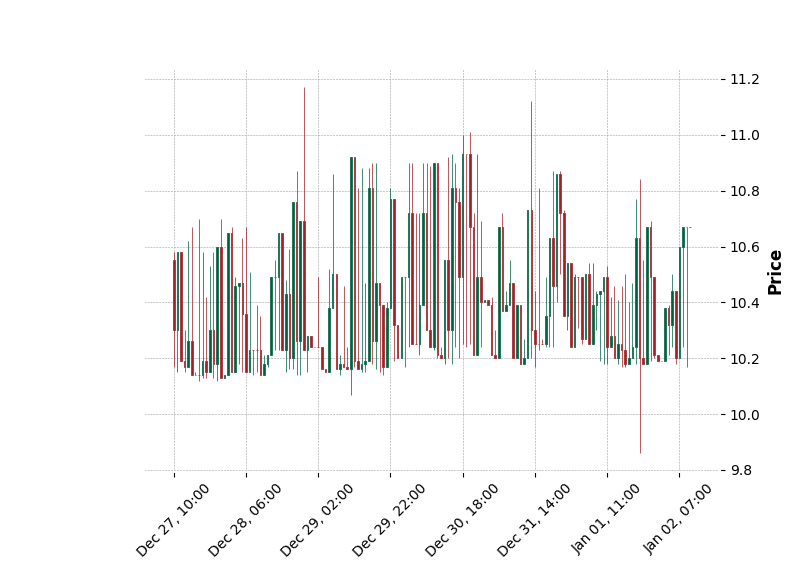 11.2
11.0
10.8
10.6
10.4
10.2
10.0
9.8
Price
Dec 27, 10:00
Dec 28, 06:00
Dec 29, 02:00
Dec 29, 22:00
Dec 30, 18:00
Dec 31, 14:00
Jan 01, 11:00
Jan 02, 07:00